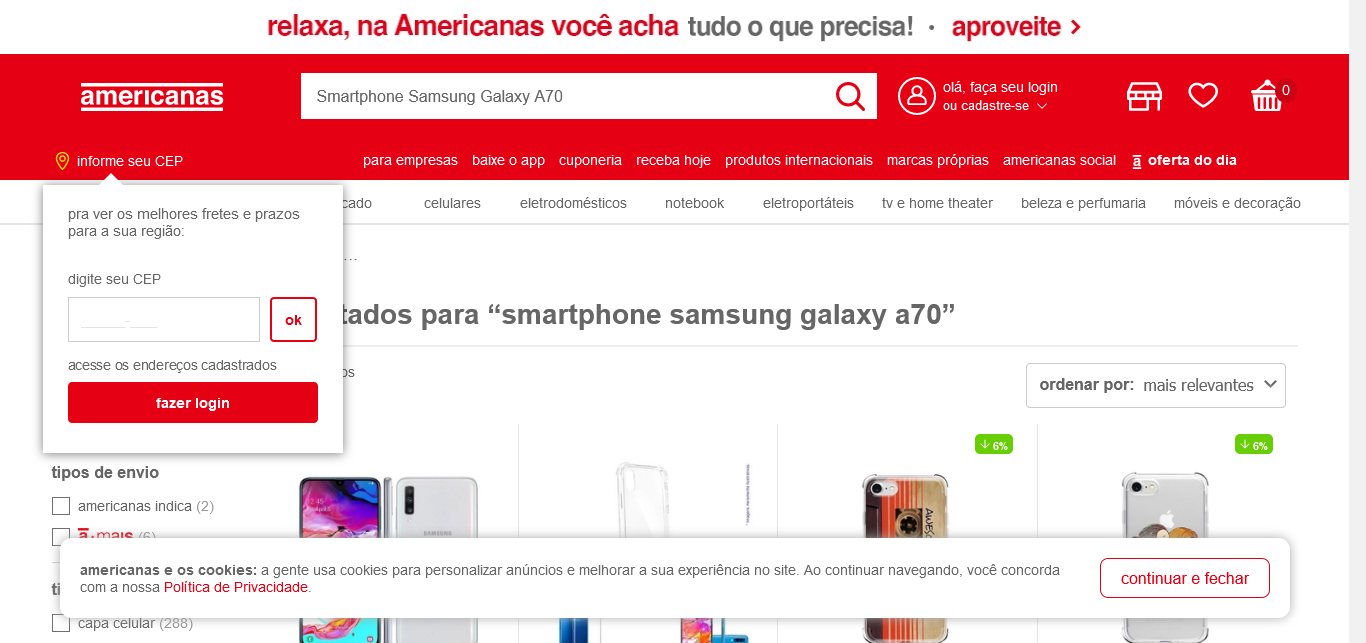 relaxa, na Americanas você acha tudo o que precisa! · aproveite >
americanas
Smartphone Samsung Galaxy A70
olá, faça seu login
ou cadastre-se
0
informe seu CEP
para empresas baixe o app cuponeria receba hoje produtos internacionais marcas próprias americanas social a oferta do dia
celulares eletrodomésticos notebook eletroportáteis tv e home theater beleza e perfumaria móveis e decoração
pra ver os melhores fretes e prazos
para a sua região:
digite seu CEP
_____-___
ok
acesse os endereços cadastrados
fazer login
para “smartphone samsung galaxy a70”
ordenar por: mais relevantes
6%
6%
tipos de envio
americanas indica (2)
a+mais (6)
SAMSUNG
americanas e os cookies: a gente usa cookies para personalizar anúncios e melhorar a sua experiência no site. Ao continuar navegando, você concorda
com a nossa Política de Privacidade.
continuar e fechar
capa celular (288)